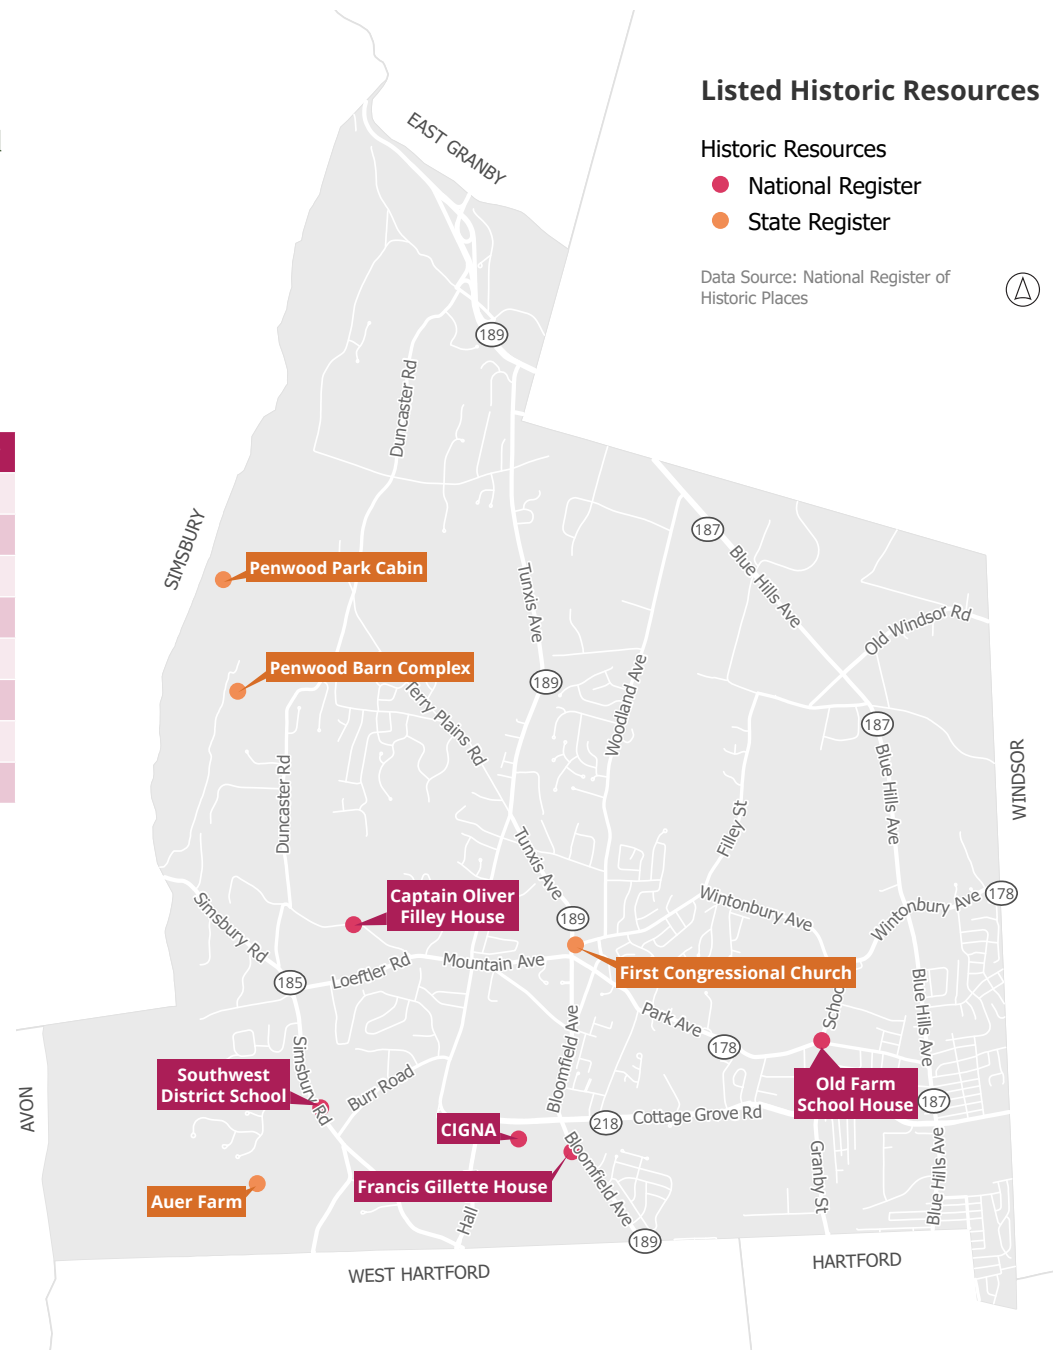 Listed Historic Resources
Historic Resources
National Register
State Register
Data Source: National Register of
Historic Places
EAST GRANBY
189
Duncaster Rd
SIMSBURY
187
Blue Hills Ave
Penwood Park Cabin
Tunxis Ave
Old Windsor Rd
Penwood Barn Complex
189
Terry Plains Rd
Woodland Ave
187
Blue Hills Ave
WINDSOR
Duncaster Rd
Filley St
Tunxis Ave
Captain Oliver
Filley House
Simsbury Rd
189
Wintonbury Ave
Wintonbury Ave
178
Mountain Ave
First Congressional Church
Loeffler Rd
185
School
Blue Hills Ave
Park Ave
178
Bloomfield Ave
Simsbury Rd
Southwest
District School
Burr Road
Old Farm
School House
187
AVON
CIGNA
218
Cottage Grove Rd
Francis Gillette House
Bloomfield Ave
Granby St
Blue Hills Ave
Auer Farm
Hall
189
WEST HARTFORD
HARTFORD